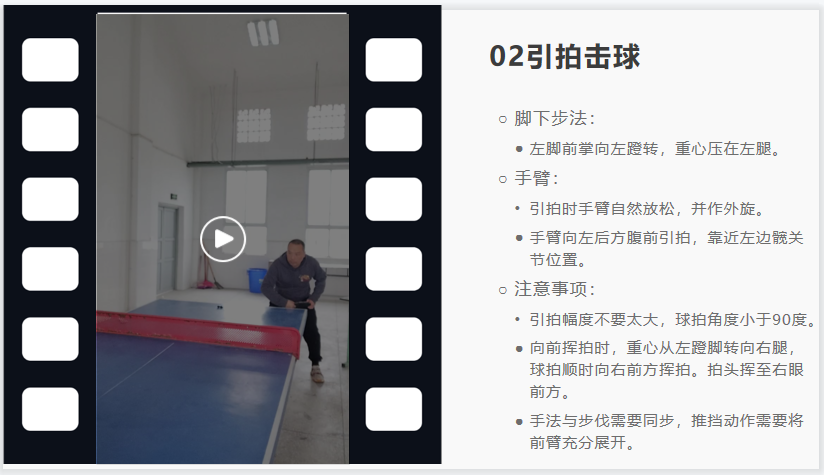 02引拍击球
○ 脚下步法：
● 左脚前掌向左蹬转，重心压在左腿。
○ 手臂：
• 引拍时手臂自然放松，并作外旋。
● 手臂向左后方腹前引拍，靠近左边髋关
节位置。
○ 注意事项：
• 引拍幅度不要太大，球拍角度小于90度。
● 向前挥拍时，重心从左蹬脚转向右腿，
球拍顺时向右前方挥拍。拍头挥至右眼
前方。
● 手法与步伐需要同步，推挡动作需要将
前臂充分展开。